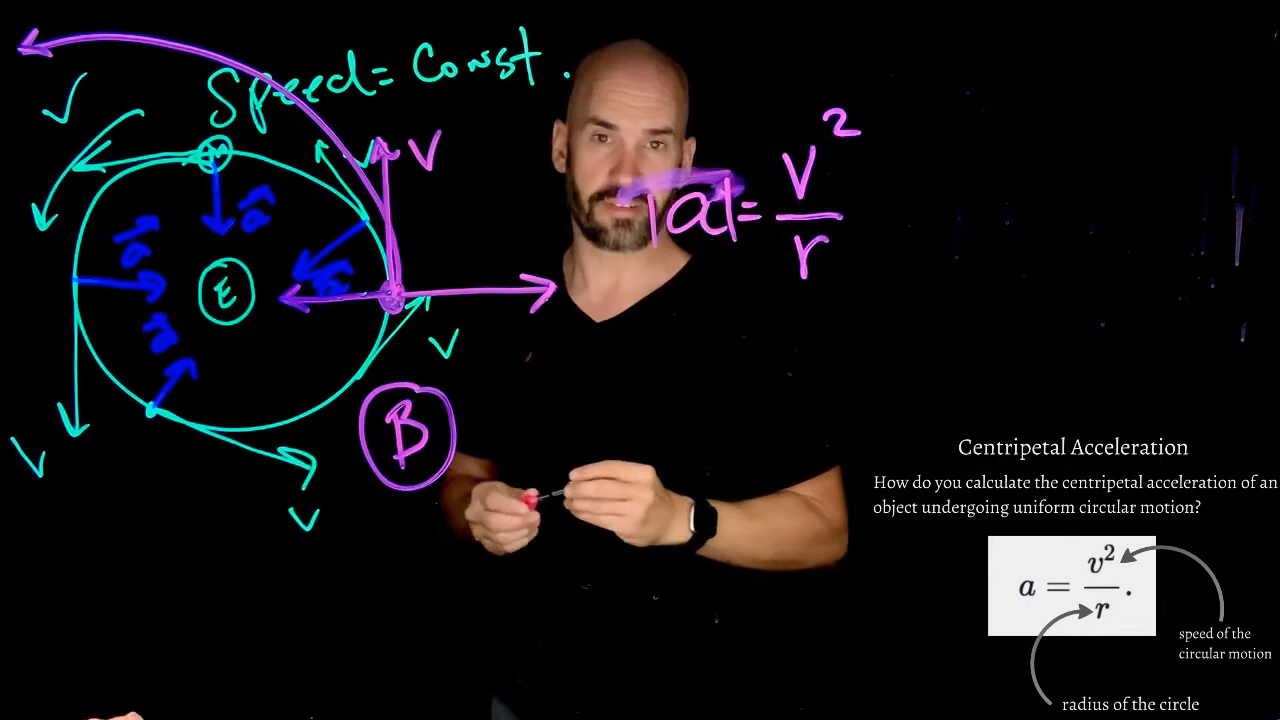 Speed = Const.
V
V
V
a
a
a
a
E
V
V
V
B
|a| = v²/r
Centripetal Acceleration
How do you calculate the centripetal acceleration of an
object undergoing uniform circular motion?
a = v²/r.
speed of the
circular motion
radius of the circle